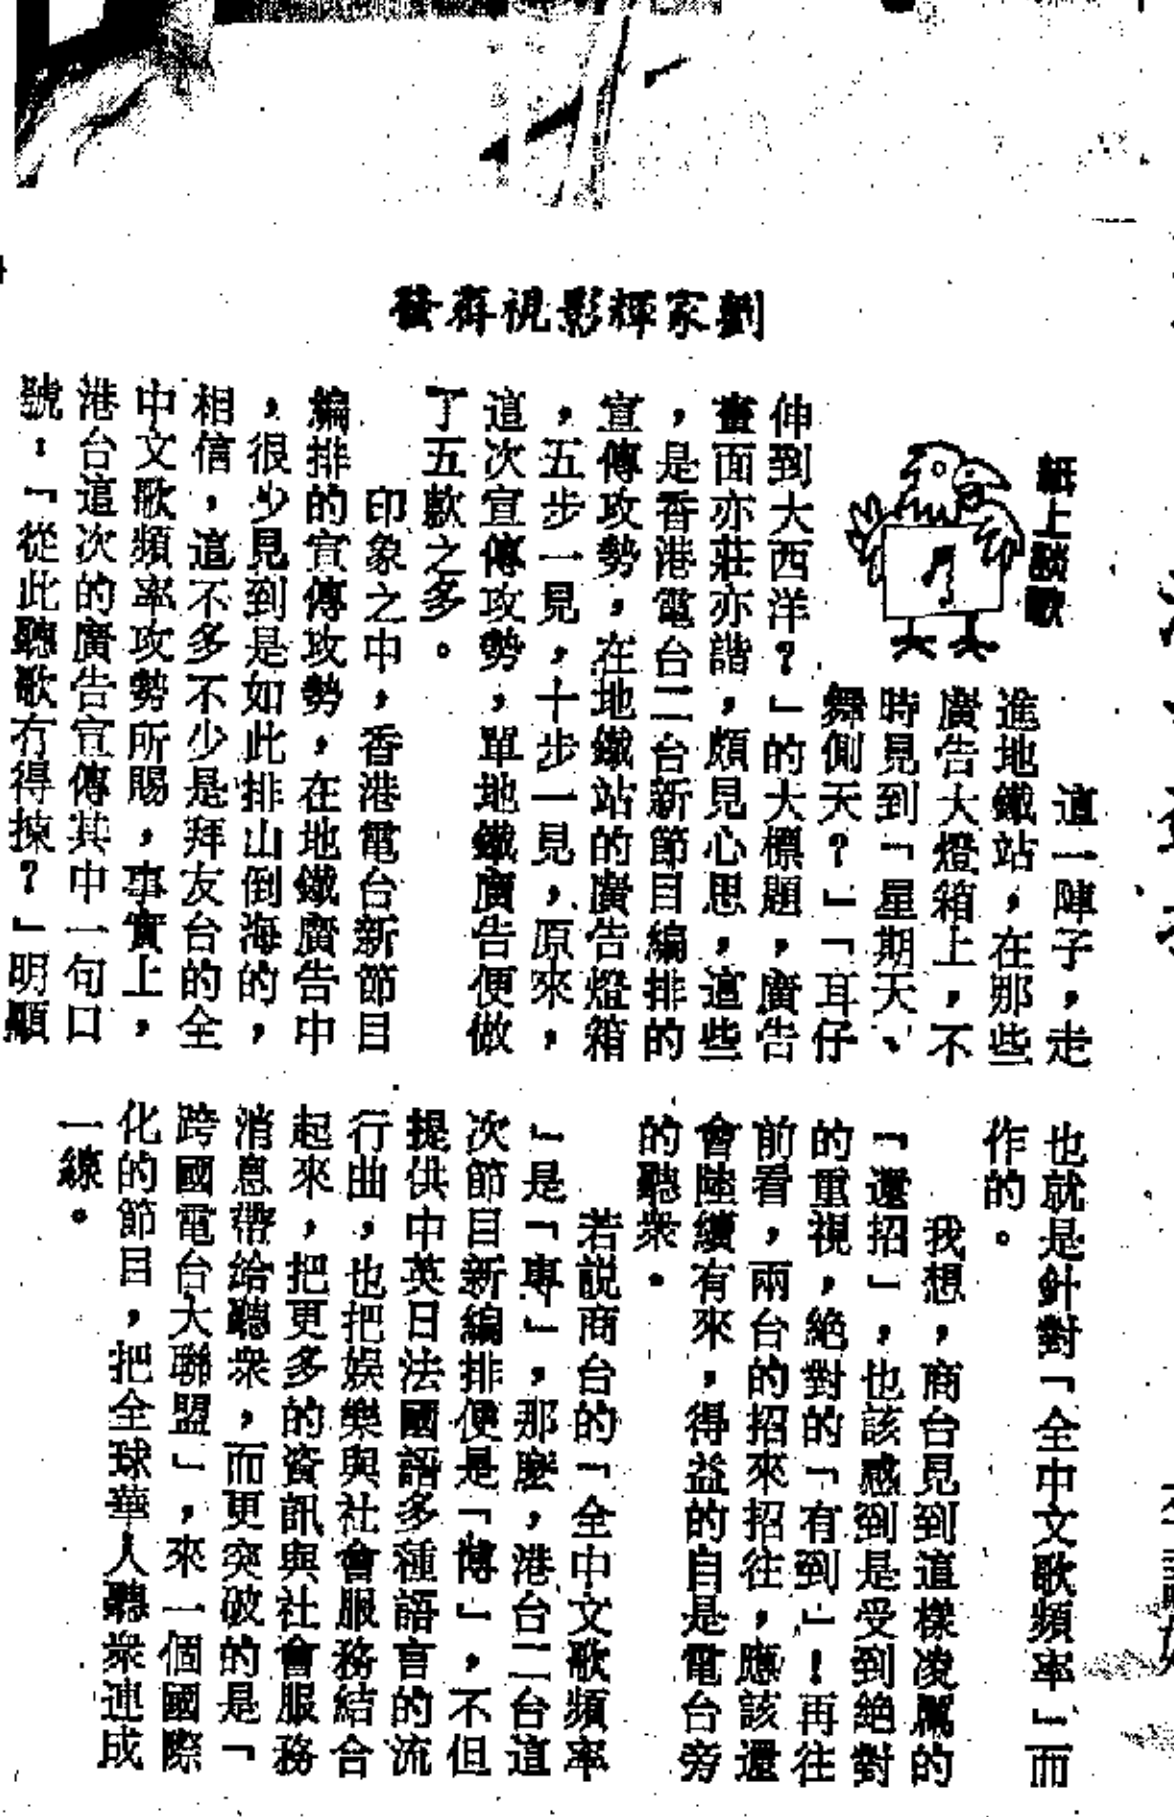 劉家輝影視齊發
紙上談歌
這一陣子，走
進地鐵站，在那些
廣告大燈箱上，不
時見到「星期天、
舞側天？」「耳仔
伸到大西洋？」的大標題，廣告
畫面亦莊亦諧，頗見心思，這些
，是香港電台二台新節目編排的
宣傳攻勢，在地鐵站的廣告燈箱
，五步一見，十步一見，原來，
這次宣傳攻勢，單地鐵廣告便做
了五款之多。
印象之中，香港電台新節目
編排的宣傳攻勢，在地鐵廣告中
，很少見到是如此排山倒海的，
相信，這不多不少是拜友台的全
中文歌頻率攻勢所賜，事實上，
港台這次的廣告宣傳其中一句口
號：「從此聽歌冇得揀？」明顯
也就是針對「全中文歌頻率」而
作的。
我想，商台見到這樣凌厲的
「還招」，也該感到是受到絕對
的重視，絕對的「有到」！再往
前看，兩台的招來招往，應該還
會陸續有來，得益的自是電台旁
的聽衆。
若說商台的「全中文歌頻率
」是「專」，那麽，港台二台這
次節目新編排便是「博」，不但
提供中英日法國語多種語言的流
行曲，也把娛樂與社會服務結合
起來，把更多的資訊與社會服務
消息帶給聽衆，而更突破的是「
跨國電台大聯盟」，來一個國際
化的節目，把全球華人聽衆連成
一線。